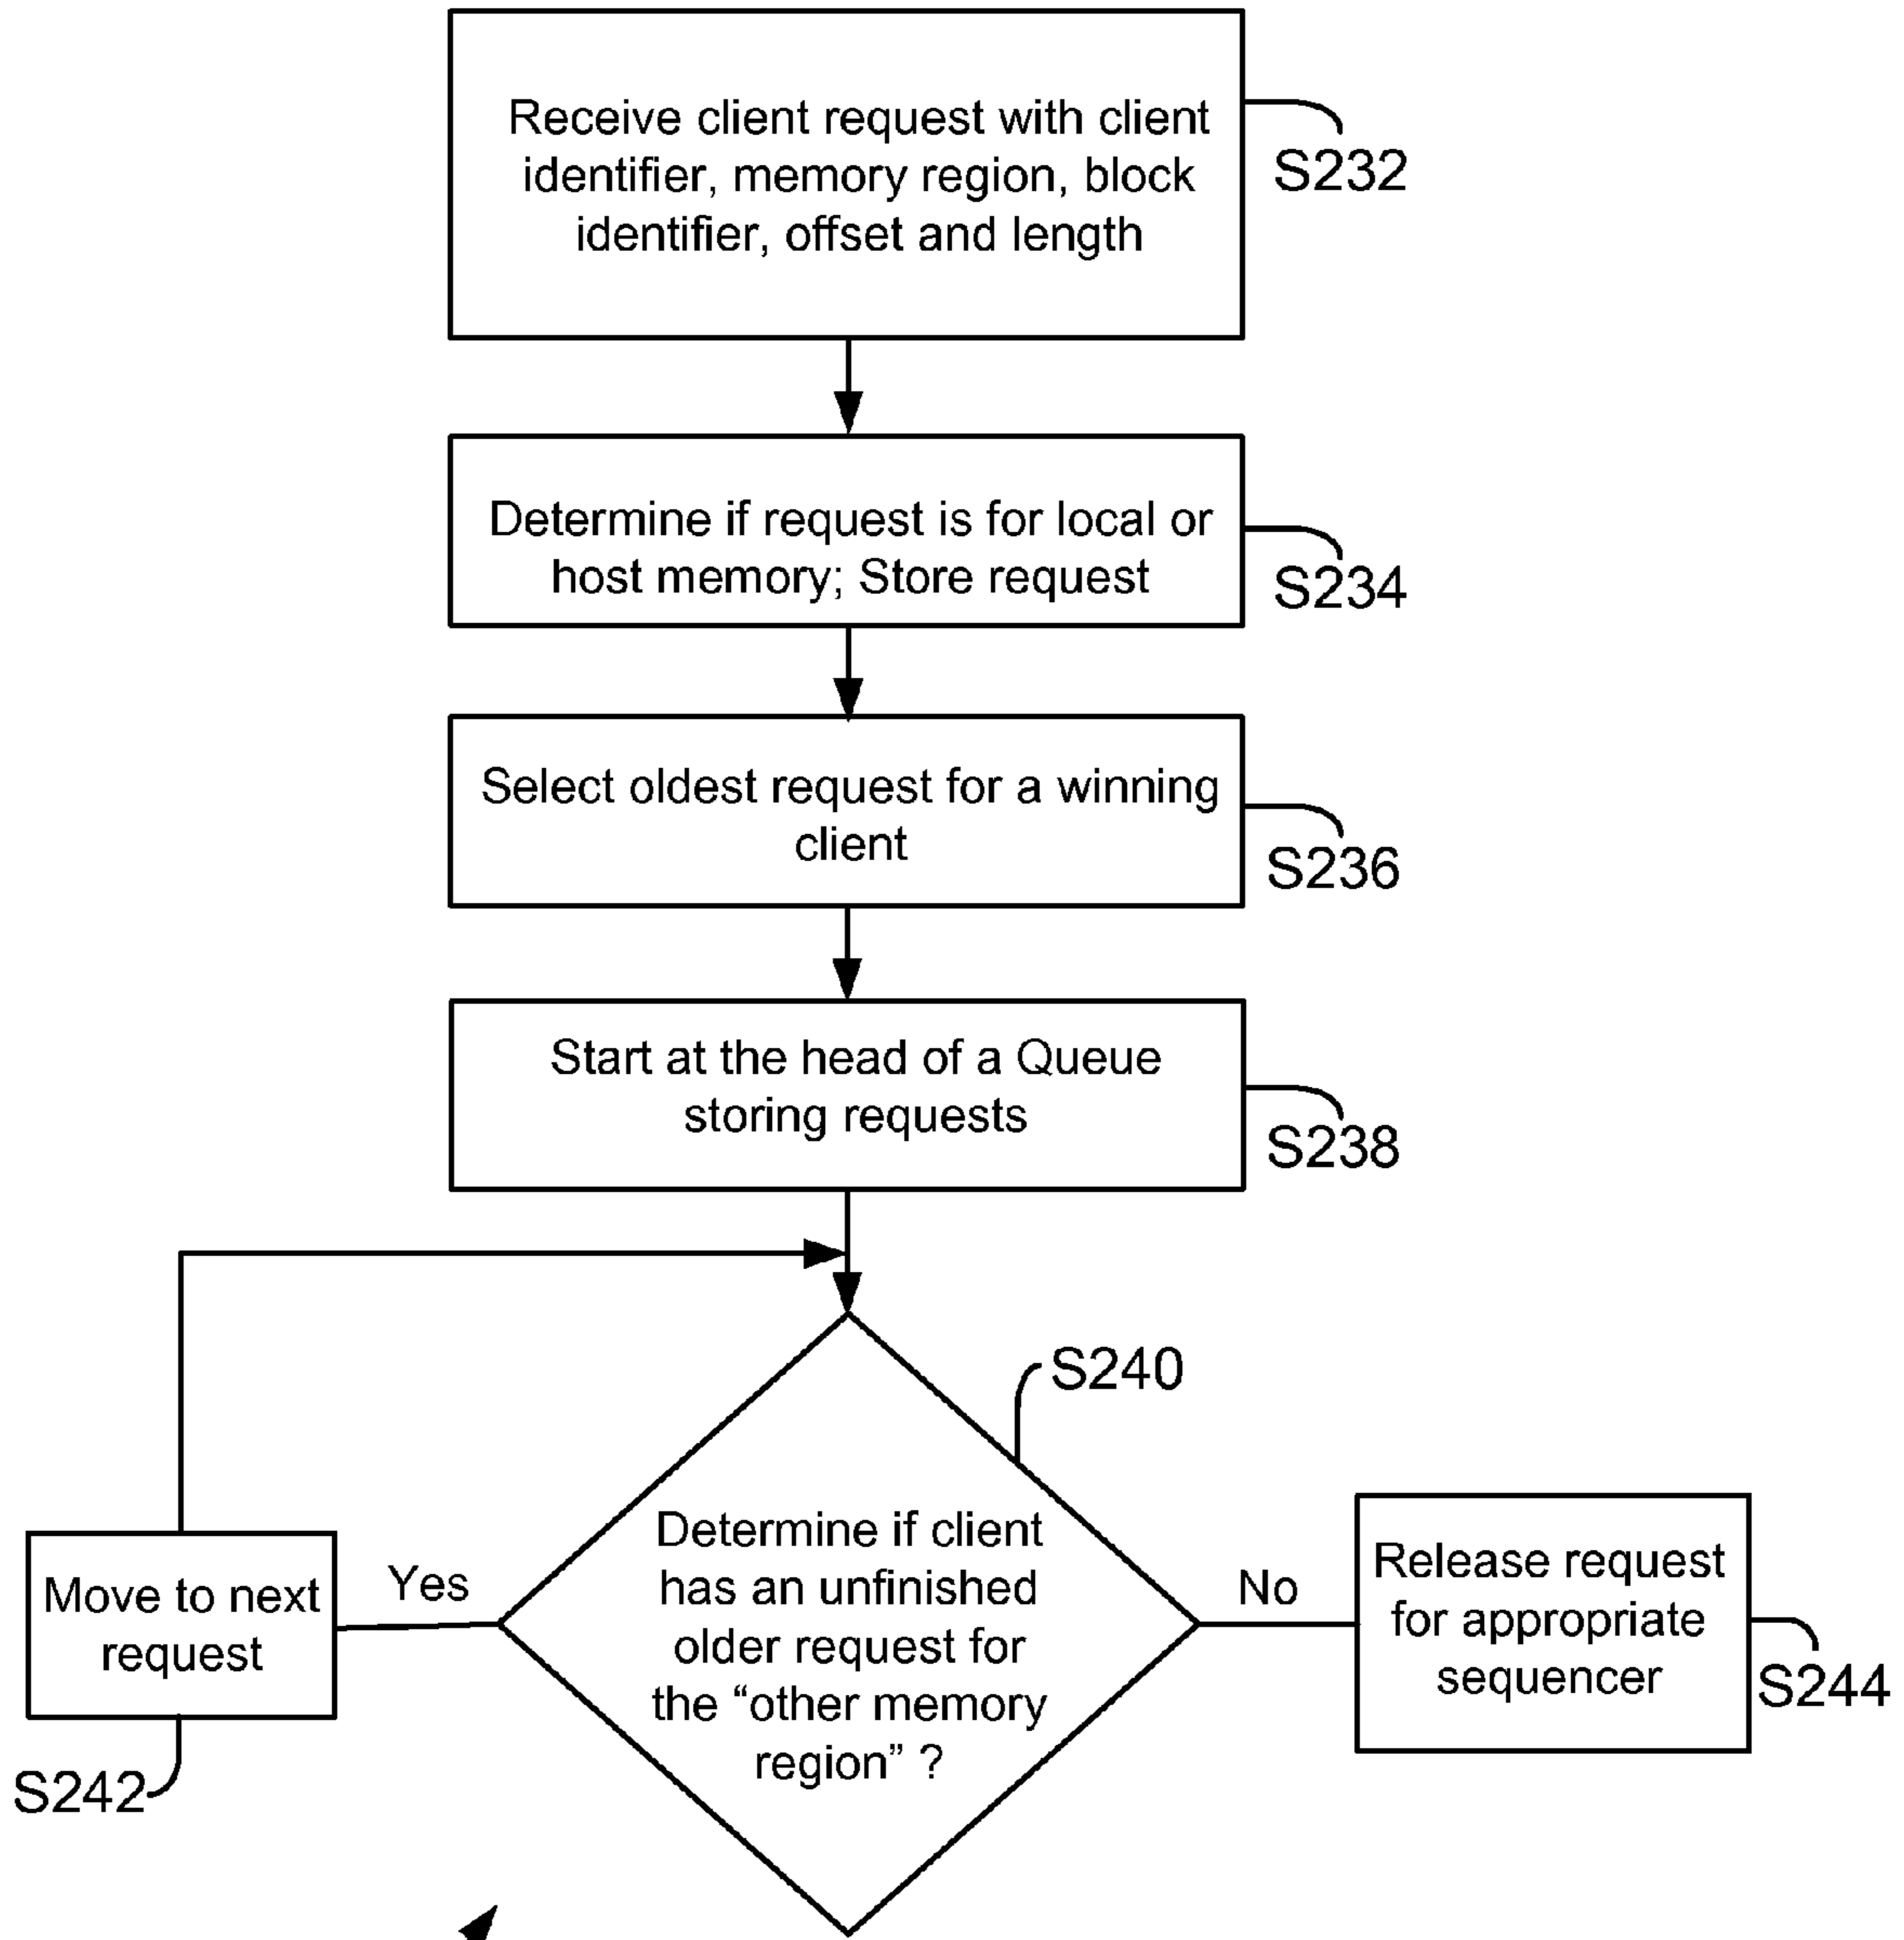 Receive client request with client
identifier, memory region, block
identifier, offset and length
S232
Determine if request is for local or
host memory; Store request
S234
Select oldest request for a winning
client
S236
Start at the head of a Queue
storing requests
S238
S240
Determine if client
has an unfinished
older request for
the “other memory
region” ?
Yes
Move to next
request
S242
No
Release request
for appropriate
sequencer
S244